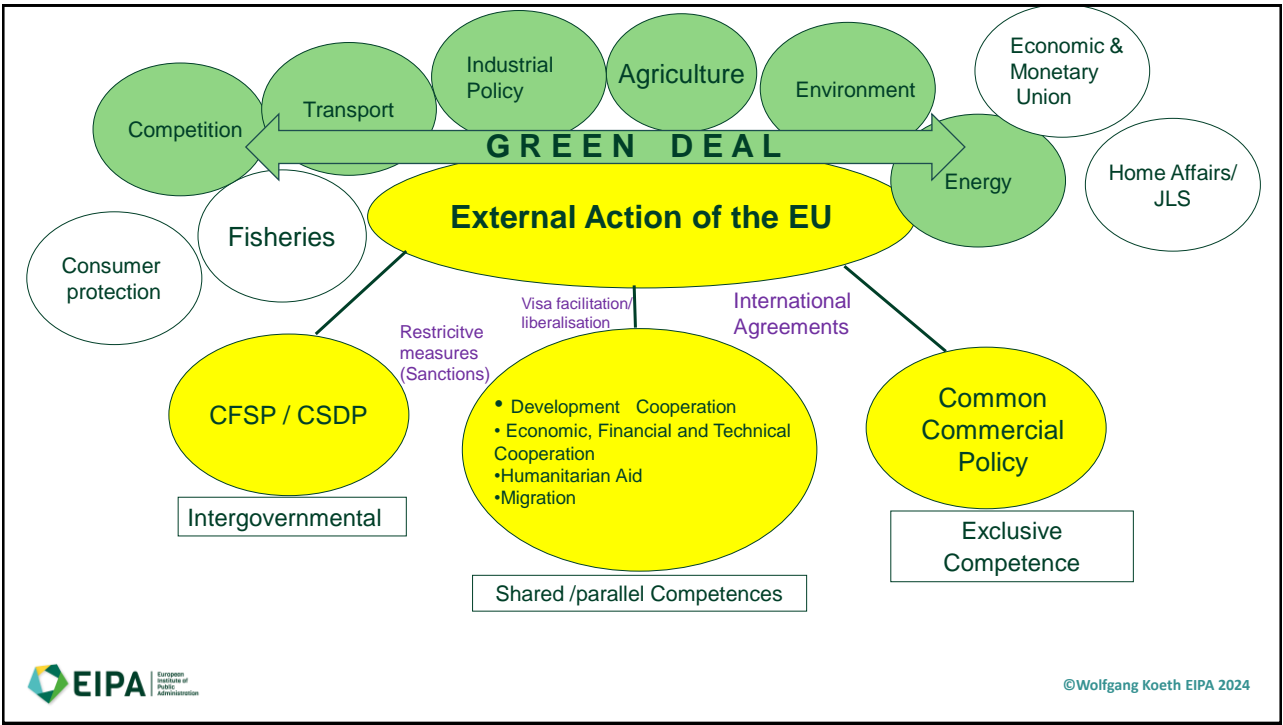 Competition
Transport
Industrial
Policy
Agriculture
Environment
Economic &
Monetary
Union
GREEN DEAL
Energy
Home Affairs/
JLS
External Action of the EU
Fisheries
Consumer
protection
Restricitve
measures
(Sanctions)
Visa facilitation/
liberalisation
International
Agreements
CFSP / CSDP
Intergovernmental
• Development Cooperation
• Economic, Financial and Technical
Cooperation
•Humanitarian Aid
•Migration
Shared /parallel Competences
Common
Commercial
Policy
Exclusive
Competence
EIPA
European
Institute of
Public
Administration
©Wolfgang Koeth EIPA 2024